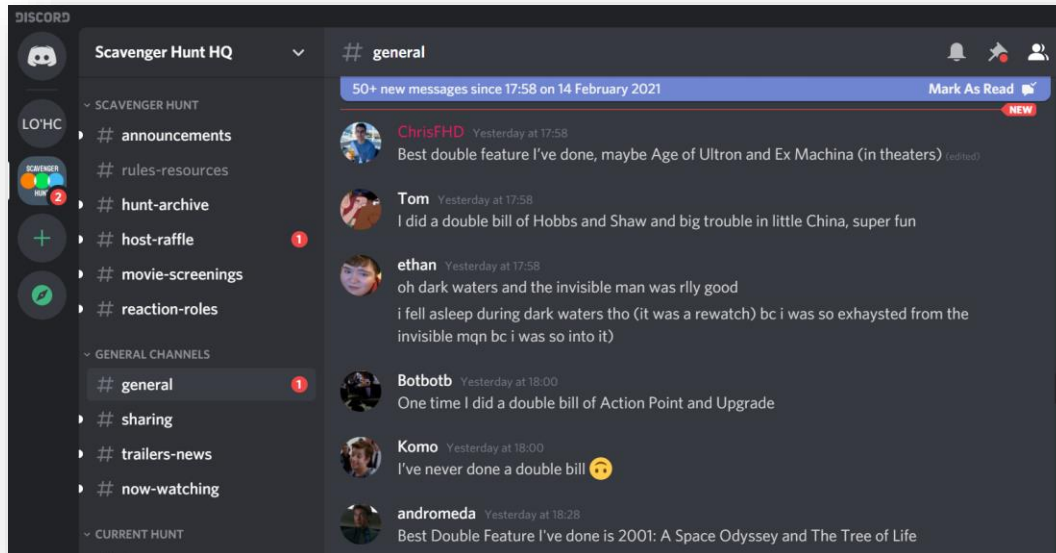 DISCORD
LO'HC
SCAVENGER
HUNT
2
Scavenger Hunt HQ
SCAVENGER HUNT
# announcements
# rules-resources
# hunt-archive
# host-raffle 1
# movie-screenings
# reaction-roles
GENERAL CHANNELS
# general 1
# sharing
# trailers-news
# now-watching
CURRENT HUNT
# general
50+ new messages since 17:58 on 14 February 2021 Mark As Read
NEW
ChrisFHD Yesterday at 17:58
Best double feature I've done, maybe Age of Ultron and Ex Machina (in theaters) (edited)
Tom Yesterday at 17:58
I did a double bill of Hobbs and Shaw and big trouble in little China, super fun
ethan Yesterday at 17:58
oh dark waters and the invisible man was rlly good
i fell asleep during dark waters tho (it was a rewatch) bc i was so exhaysted from the
invisible mqn bc i was so into it)
Botbotb Yesterday at 18:00
One time I did a double bill of Action Point and Upgrade
Komo Yesterday at 18:00
I've never done a double bill 🙃
andromeda Yesterday at 18:28
Best Double Feature I've done is 2001: A Space Odyssey and The Tree of Life